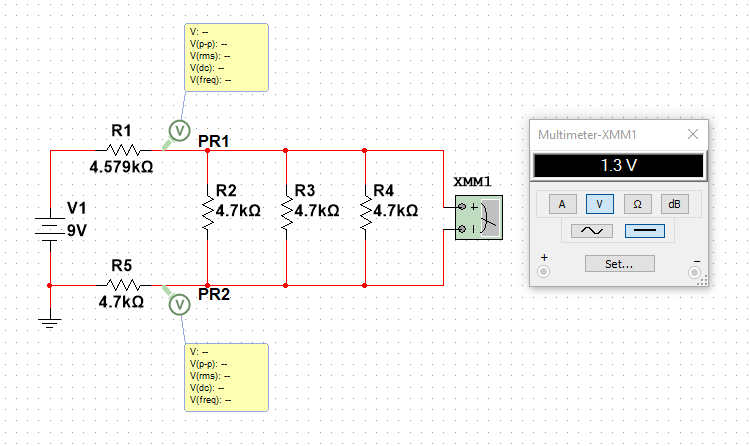 V: --
V(p-p): --
V(rms): --
V(dc): --
V(freq): --
R1
4.579kΩ
PR1
V1
9V
R2
4.7kΩ
R3
4.7kΩ
R4
4.7kΩ
XMM1
+
R5
4.7kΩ
PR2
V: --
V(p-p): --
V(rms): --
V(dc): --
V(freq): --
Multimeter-XMM1
1.3 V
A V Ω dB
+ −
Set...